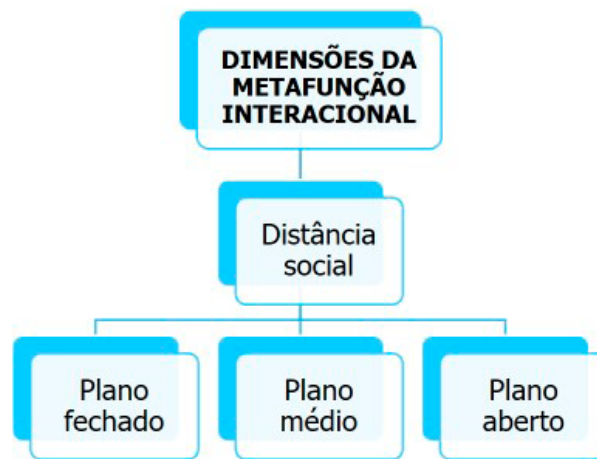 DIMENSÕES DA
METAFUNÇÃO
INTERACIONAL
Distância
social
Plano
fechado
Plano
médio
Plano
aberto